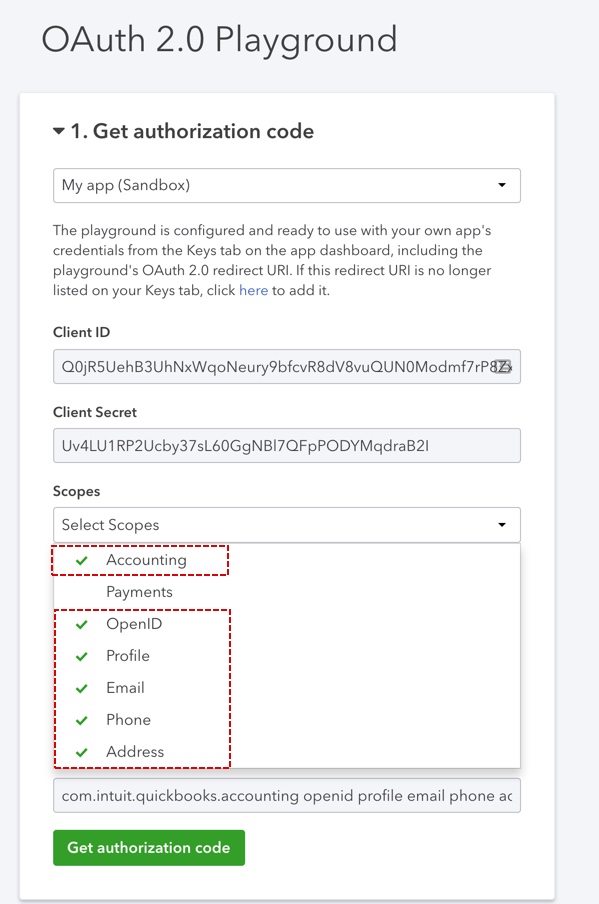 OAuth 2.0 Playground
1. Get authorization code
My app (Sandbox)
The playground is configured and ready to use with your own app's
credentials from the Keys tab on the app dashboard, including the
playground's OAuth 2.0 redirect URI. If this redirect URI is no longer
listed on your Keys tab, click here to add it.
Client ID
Q0jR5UehB3UhNxWqoNeury9bfcvR8dV8vuQUN0Modmf7rP8Z
Client Secret
Uv4LU1RP2Ucby37sL60GgNBl7QFpPODYMqdraB2I
Scopes
Select Scopes
Accounting
Payments
OpenID
Profile
Email
Phone
Address
com.intuit.quickbooks.accounting openid profile email phone
Get authorization code